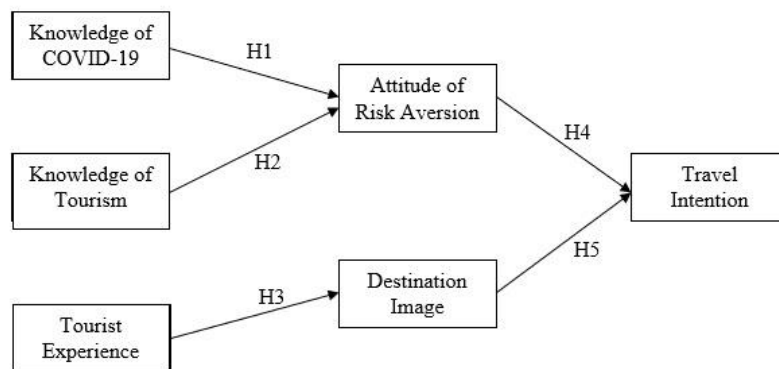 Knowledge of
COVID-19
H1
Attitude of
Risk Aversion
H4
Knowledge of
Tourism
H2
Travel
Intention
H5
Destination
Image
H3
Tourist
Experience